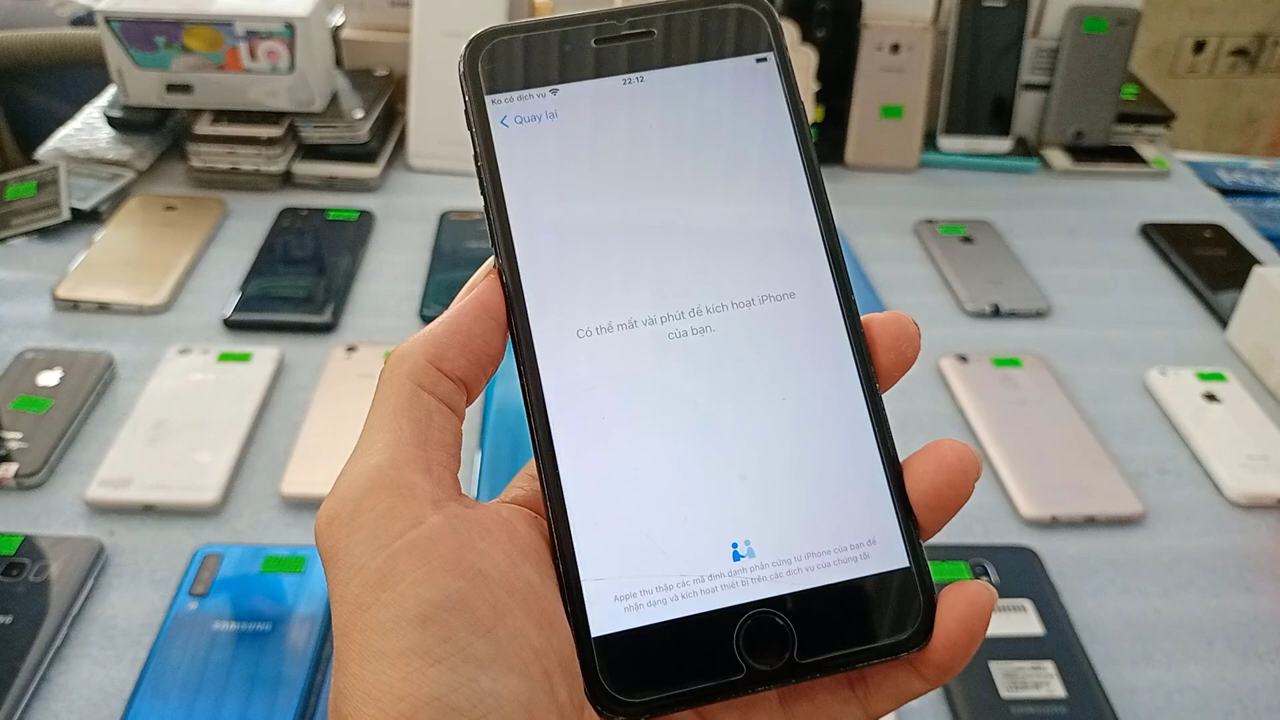 Ko có dịch vụ
22:12
Quay lại
Có thể mất vài phút để kích hoạt iPhone
của bạn.
Apple thu thập các mã định danh phần cứng từ iPhone của bạn để
nhận dạng và kích hoạt thiết bị trên các dịch vụ của chúng tôi.
SAMSUNG
SAMSUNG